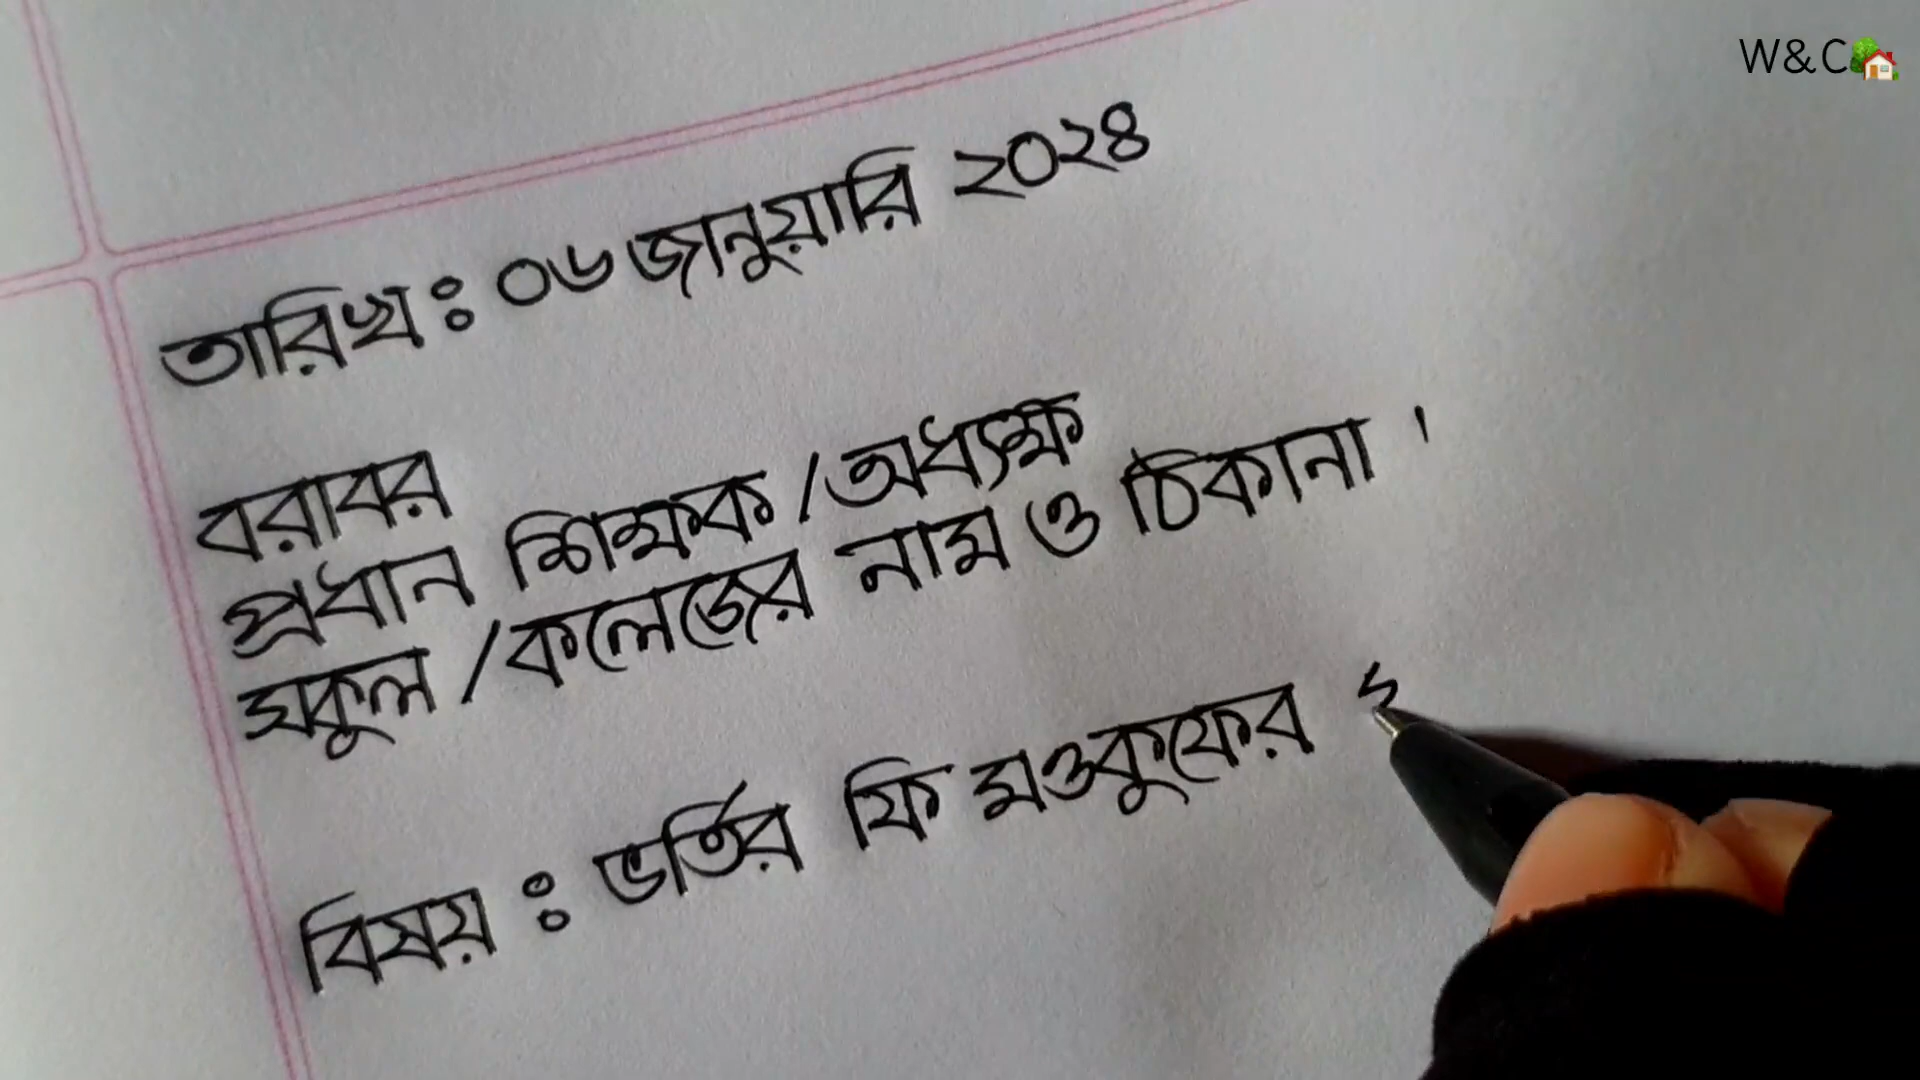 W&C
তারিখঃ ০৬ জানুয়ারি ২০২৪
বরাবর
প্রধান শিক্ষক/অধ্যক্ষ
স্কুল/কলেজের নাম ও ঠিকানা ।
বিষয়ঃ ভর্তির ফি মওকুফের